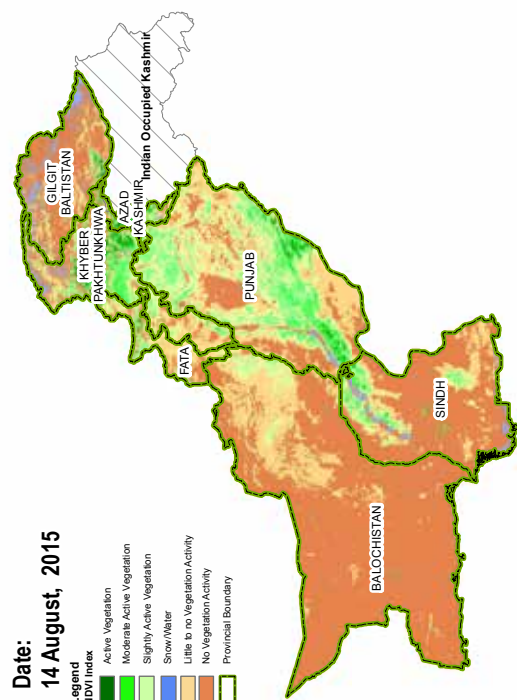 Date:
14 August, 2015
Legend
NDVI Index
Active Vegetation
Moderate Active Vegetation
Slightly Active Vegetation
Snow/Water
Little to no Vegetation Activity
No Vegetation Activity
Provincial Boundary
GILGIT
BALTISTAN
KHYBER
PAKHTUNKHWA
AZAD
KASHMIR
Indian Occupied Kashmir
FATA
PUNJAB
BALOCHISTAN
SINDH